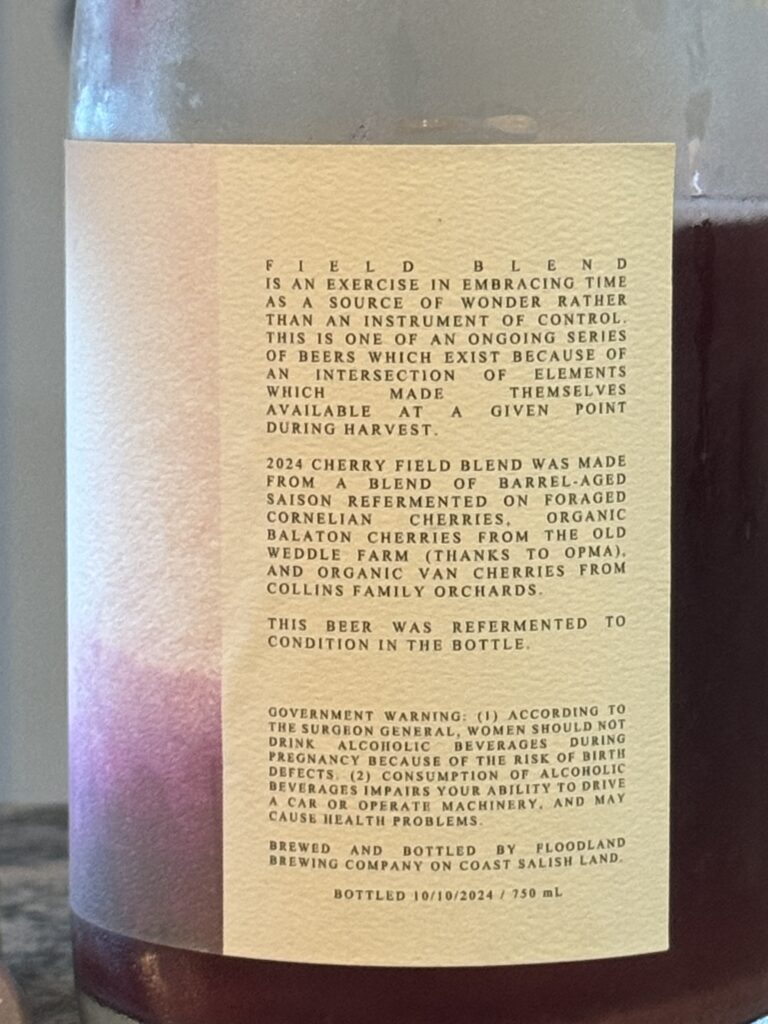 FIELD BLEND
IS AN EXERCISE IN EMBRACING TIME
AS A SOURCE OF WONDER RATHER
THAN AN INSTRUMENT OF CONTROL.
THIS IS ONE OF AN ONGOING SERIES
OF BEERS WHICH EXIST BECAUSE OF
AN INTERSECTION OF ELEMENTS
WHICH MADE THEMSELVES
AVAILABLE AT A GIVEN POINT
DURING HARVEST.
2024 CHERRY FIELD BLEND WAS MADE
FROM A BLEND OF BARREL-AGED
SAISON REFERMENTED ON FORAGED
CORNELIAN CHERRIES, ORGANIC
BALATON CHERRIES FROM THE OLD
WEDDLE FARM (THANKS TO OPMA),
AND ORGANIC VAN CHERRIES FROM
COLLINS FAMILY ORCHARDS.
THIS BEER WAS REFERMENTED TO
CONDITION IN THE BOTTLE.
GOVERNMENT WARNING: (1) ACCORDING TO
THE SURGEON GENERAL, WOMEN SHOULD NOT
DRINK ALCOHOLIC BEVERAGES DURING
PREGNANCY BECAUSE OF THE RISK OF BIRTH
DEFECTS. (2) CONSUMPTION OF ALCOHOLIC
BEVERAGES IMPAIRS YOUR ABILITY TO DRIVE
A CAR OR OPERATE MACHINERY, AND MAY
CAUSE HEALTH PROBLEMS.
BREWED AND BOTTLED BY FLOODLAND
BREWING COMPANY ON COAST SALISH LAND.
BOTTLED 10/10/2024 / 750 mL